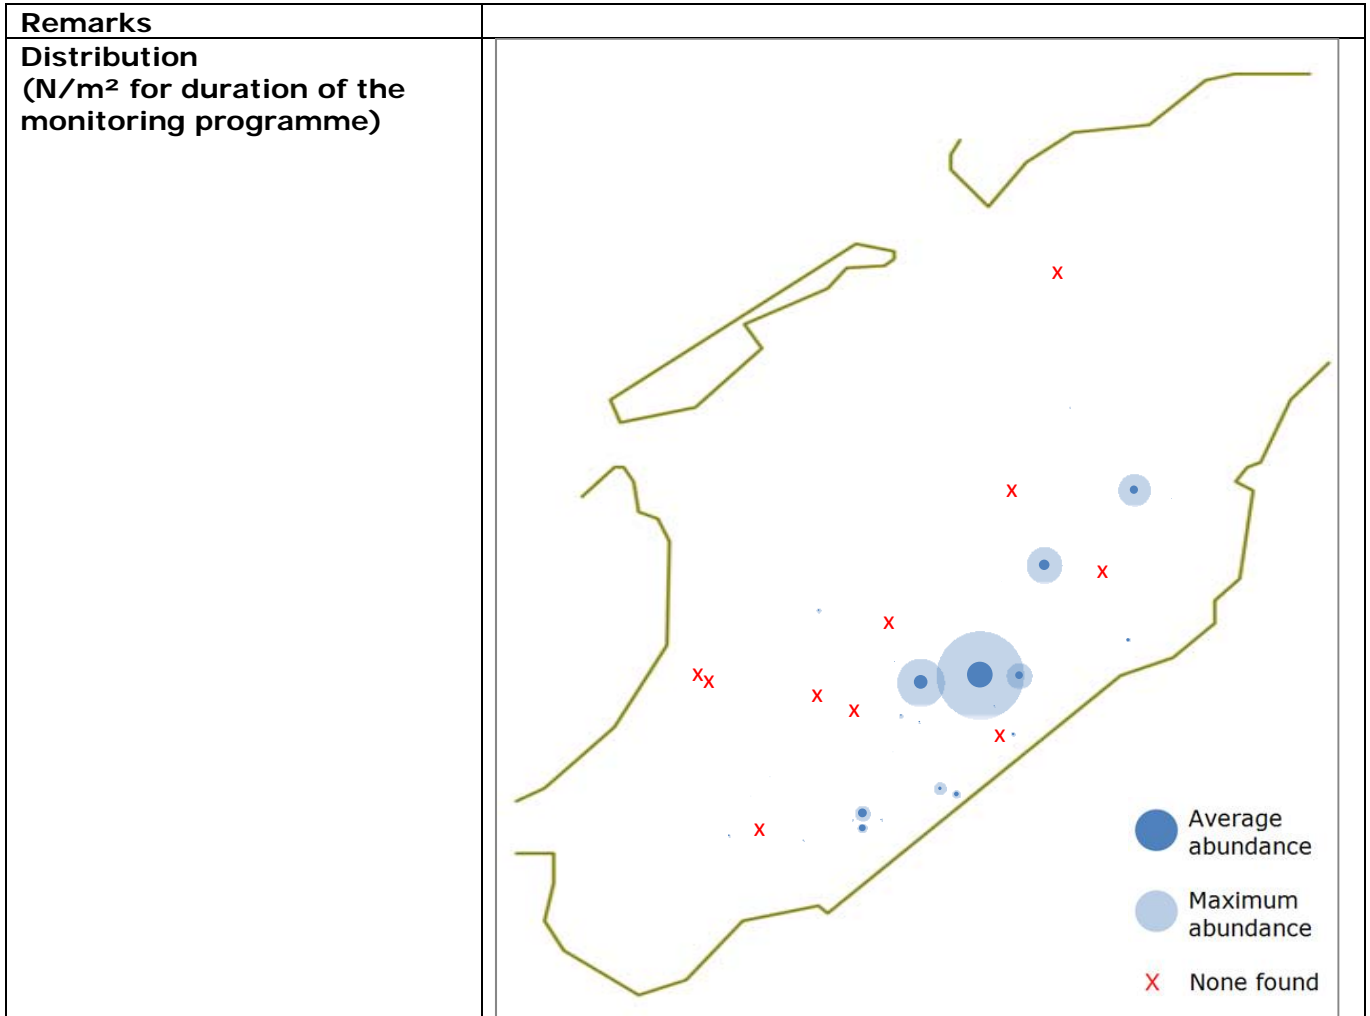 Remarks
Distribution
(N/m² for duration of the
monitoring programme)
X
X
X
X
X
X
X
X
X
X
Average
abundance
Maximum
abundance
X None found